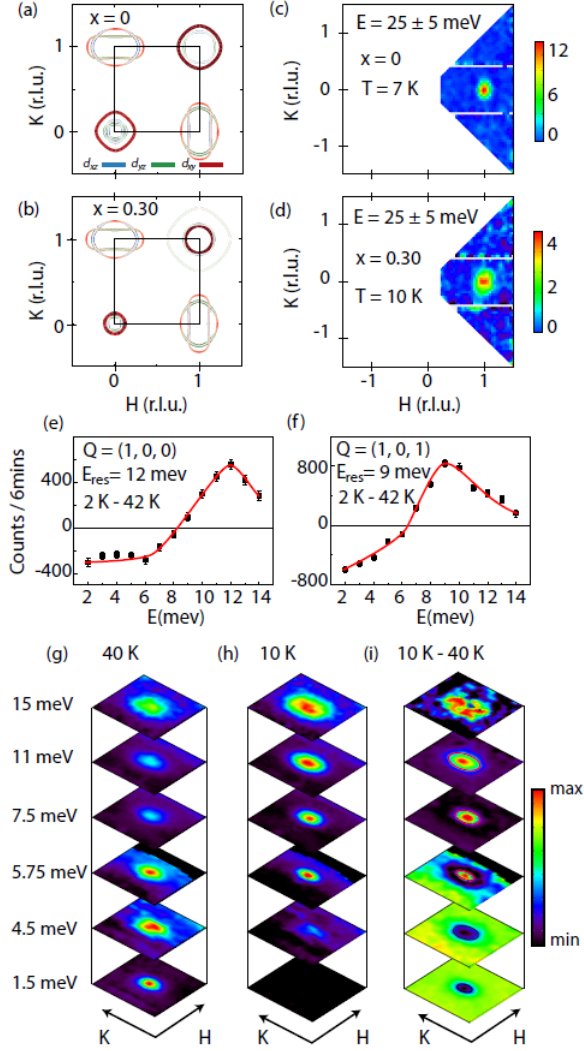 (a)
x = 0
K (r.l.u.)
1
0
dxz dyz dxy
(b)
x = 0.30
K (r.l.u.)
1
0
0
1
H (r.l.u.)
(c)
E = 25 ± 5 meV
x = 0
T = 7 K
K (r.l.u.)
1
0
-1
12
6
0
(d)
E = 25 ± 5 meV
x = 0.30
T = 10 K
K (r.l.u.)
1
0
-1
-1
0
1
H (r.l.u.)
4
2
0
(e)
Q = (1, 0, 0)
Eres= 12 mev
2 K - 42 K
Counts / 6mins
400
0
-400
2 4 6 8 10 12 14
E(mev)
(f)
Q = (1, 0, 1)
Eres= 9 mev
2 K - 42 K
800
0
-800
2 4 6 8 10 12 14
E(mev)
(g) 40 K
(h) 10 K
(i) 10 K - 40 K
15 meV
11 meV
7.5 meV
5.75 meV
4.5 meV
1.5 meV
max
min
K H
K H
K H